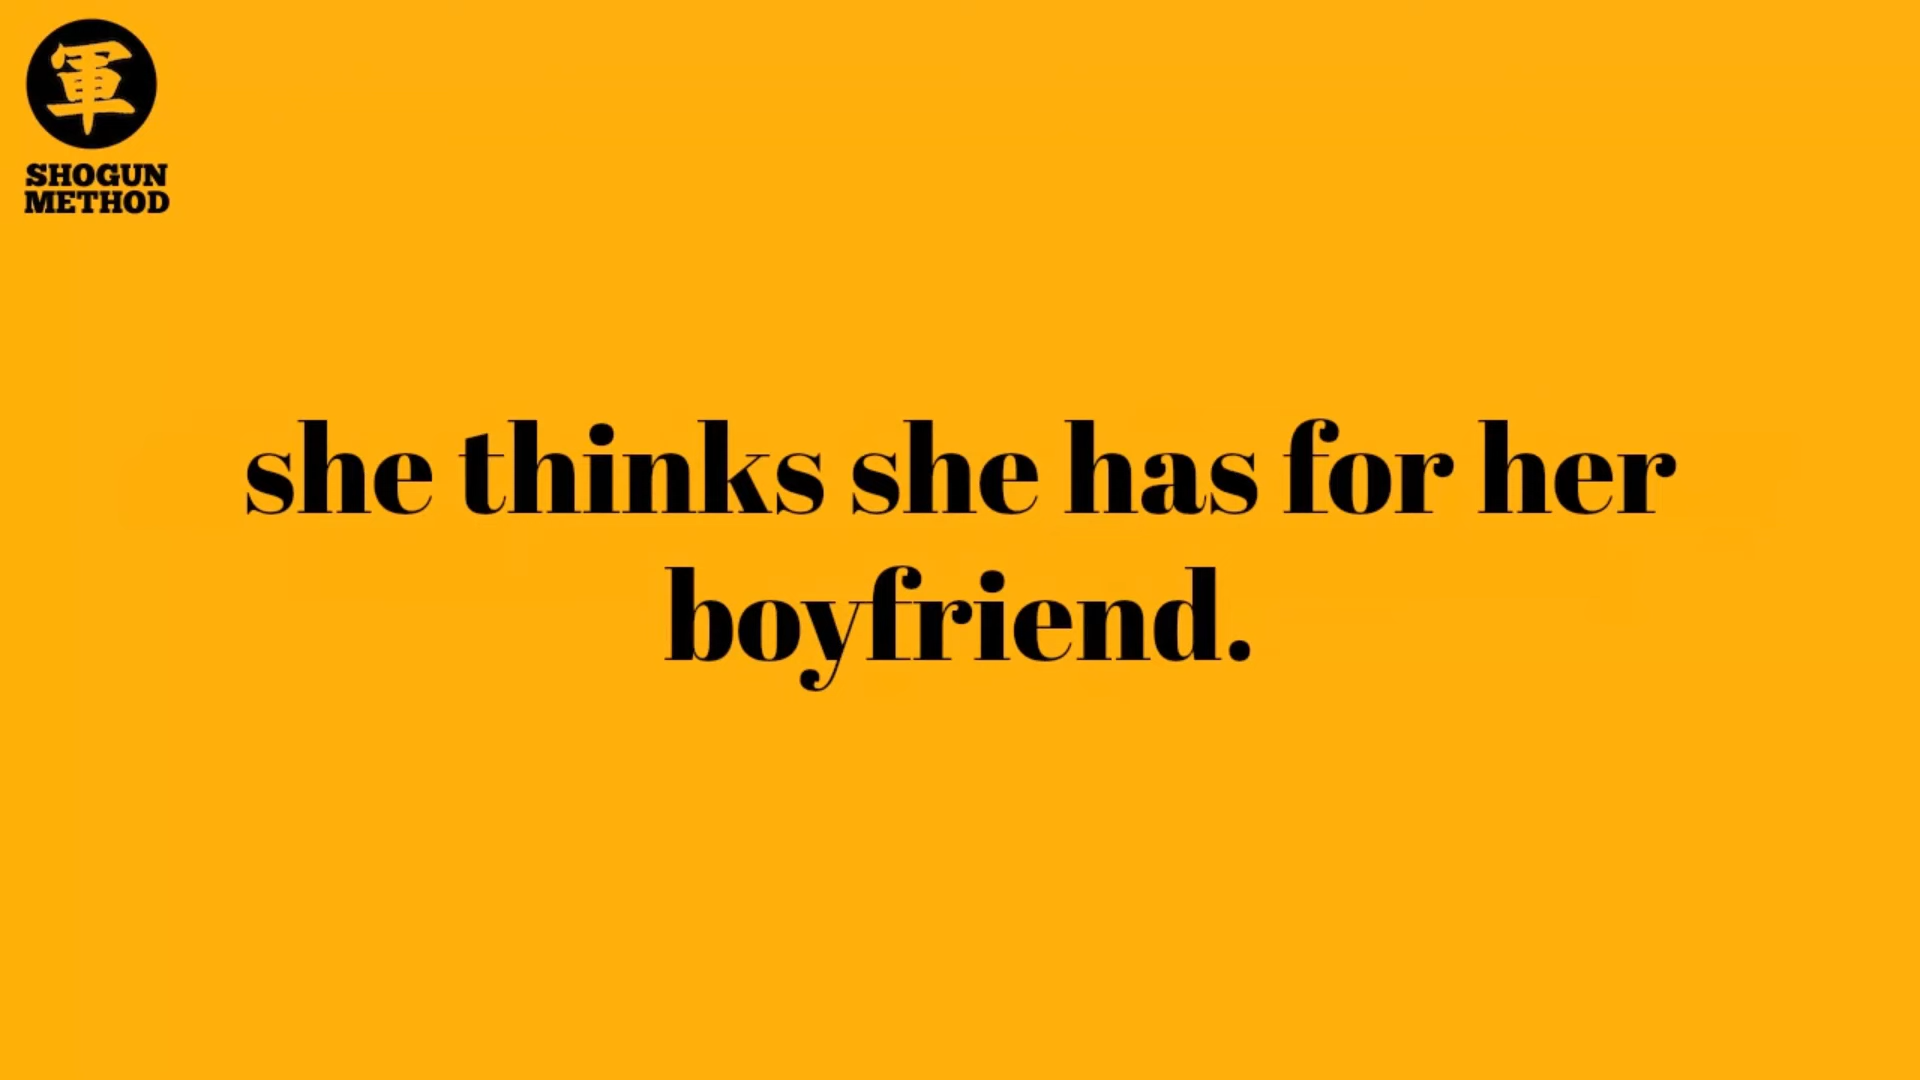 軍
SHOGUN
METHOD
she thinks she has for her
boyfriend.